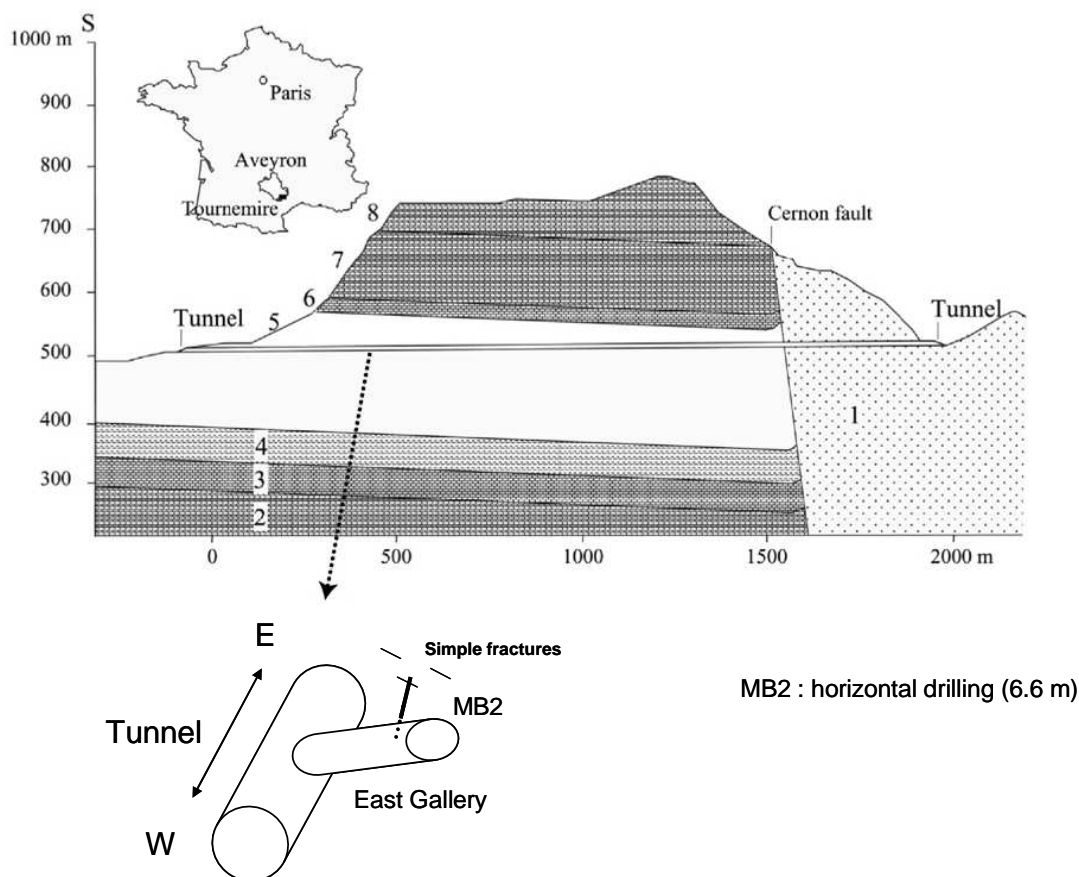 S
1000 m
900
800
700
600
500
400
300
Paris
Aveyron
Tournemire
8
7
6
5
Tunnel
Cernon fault
Tunnel
1
4
3
2
0
500
1000
1500
2000 m
E
Simple fractures
MB2
MB2 : horizontal drilling (6.6 m)
Tunnel
East Gallery
W